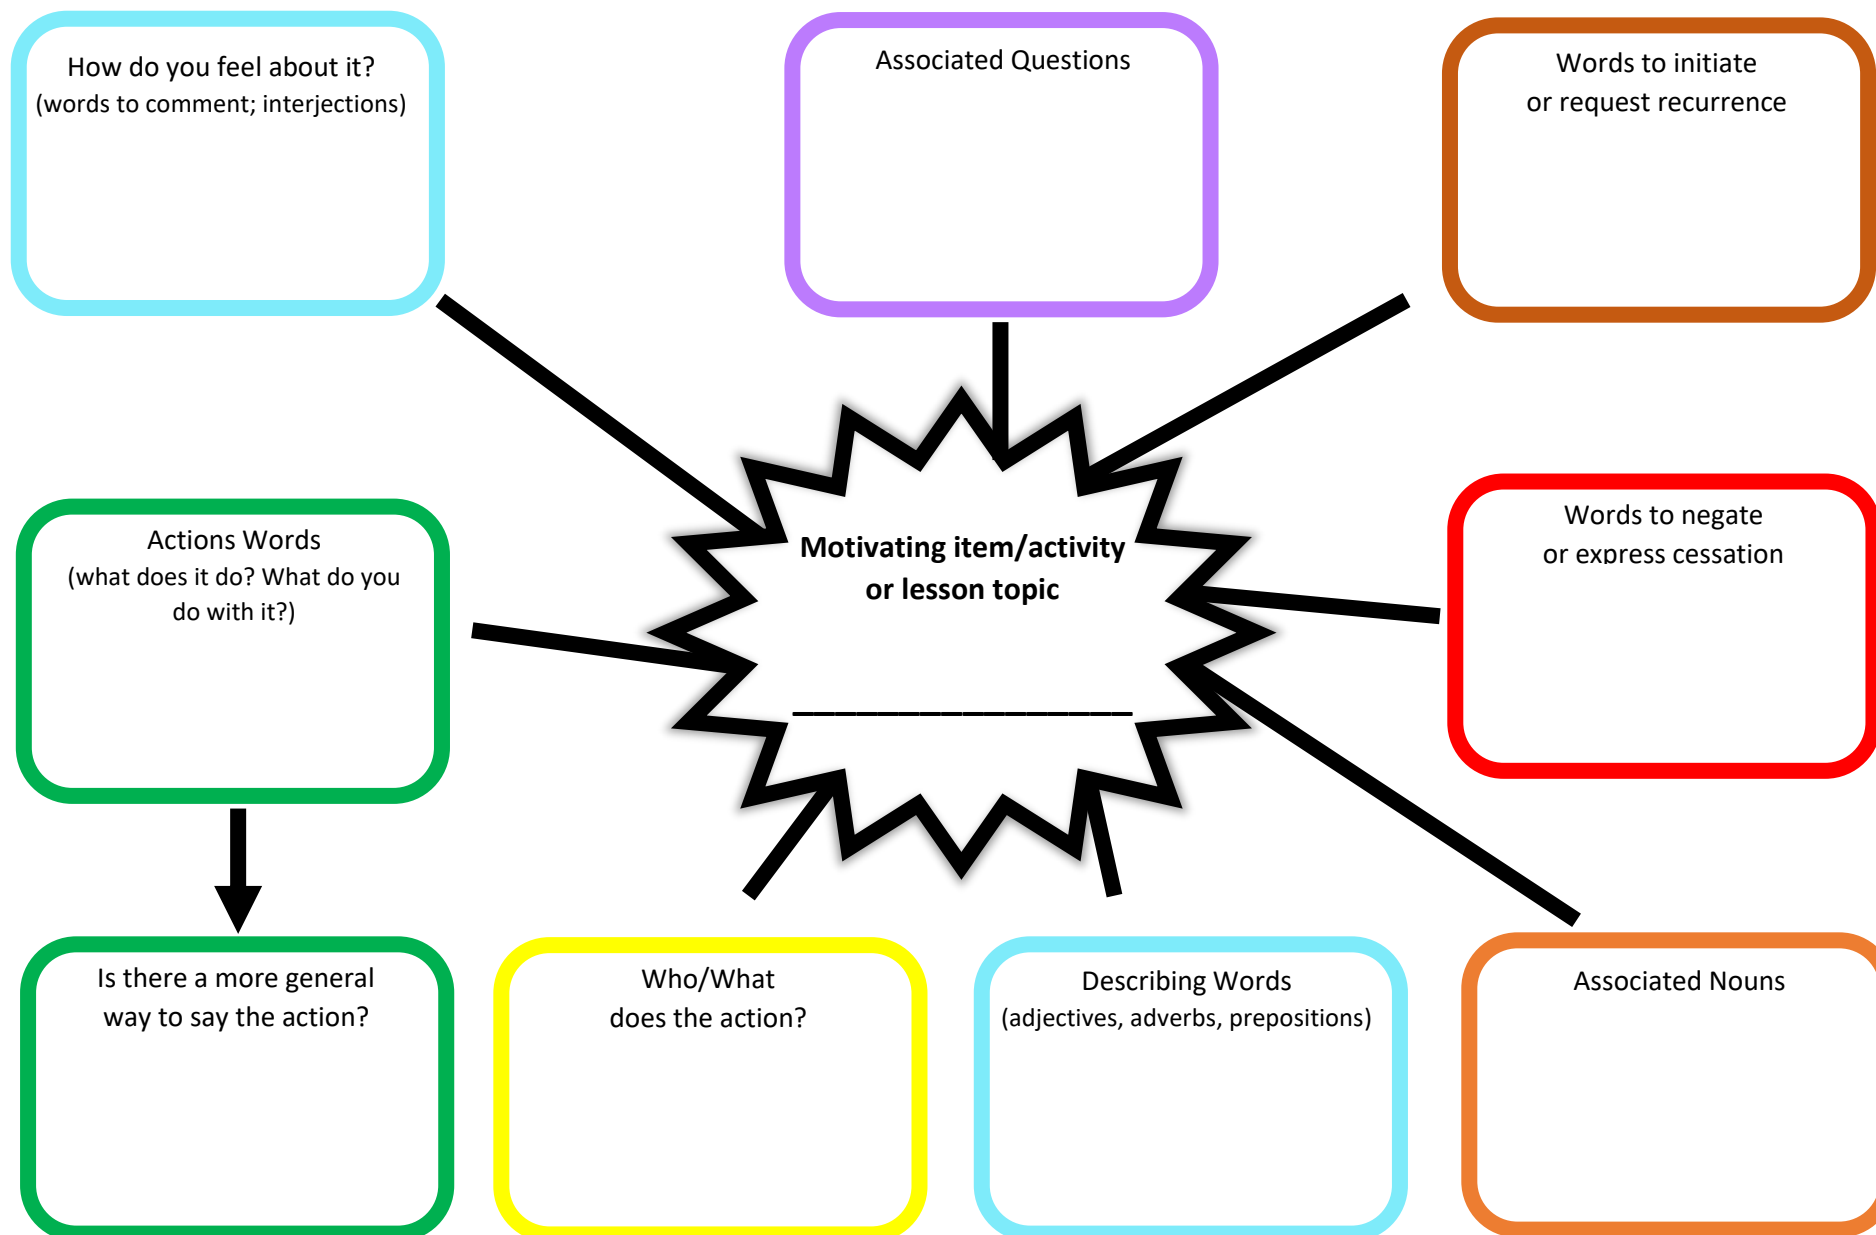 How do you feel about it?
(words to comment; interjections)
Associated Questions
Words to initiate
or request recurrence
Actions Words
(what does it do? What do you
do with it?)
Motivating item/activity
or lesson topic
________________
Words to negate
or express cessation
Is there a more general
way to say the action?
Who/What
does the action?
Describing Words
(adjectives, adverbs, prepositions)
Associated Nouns